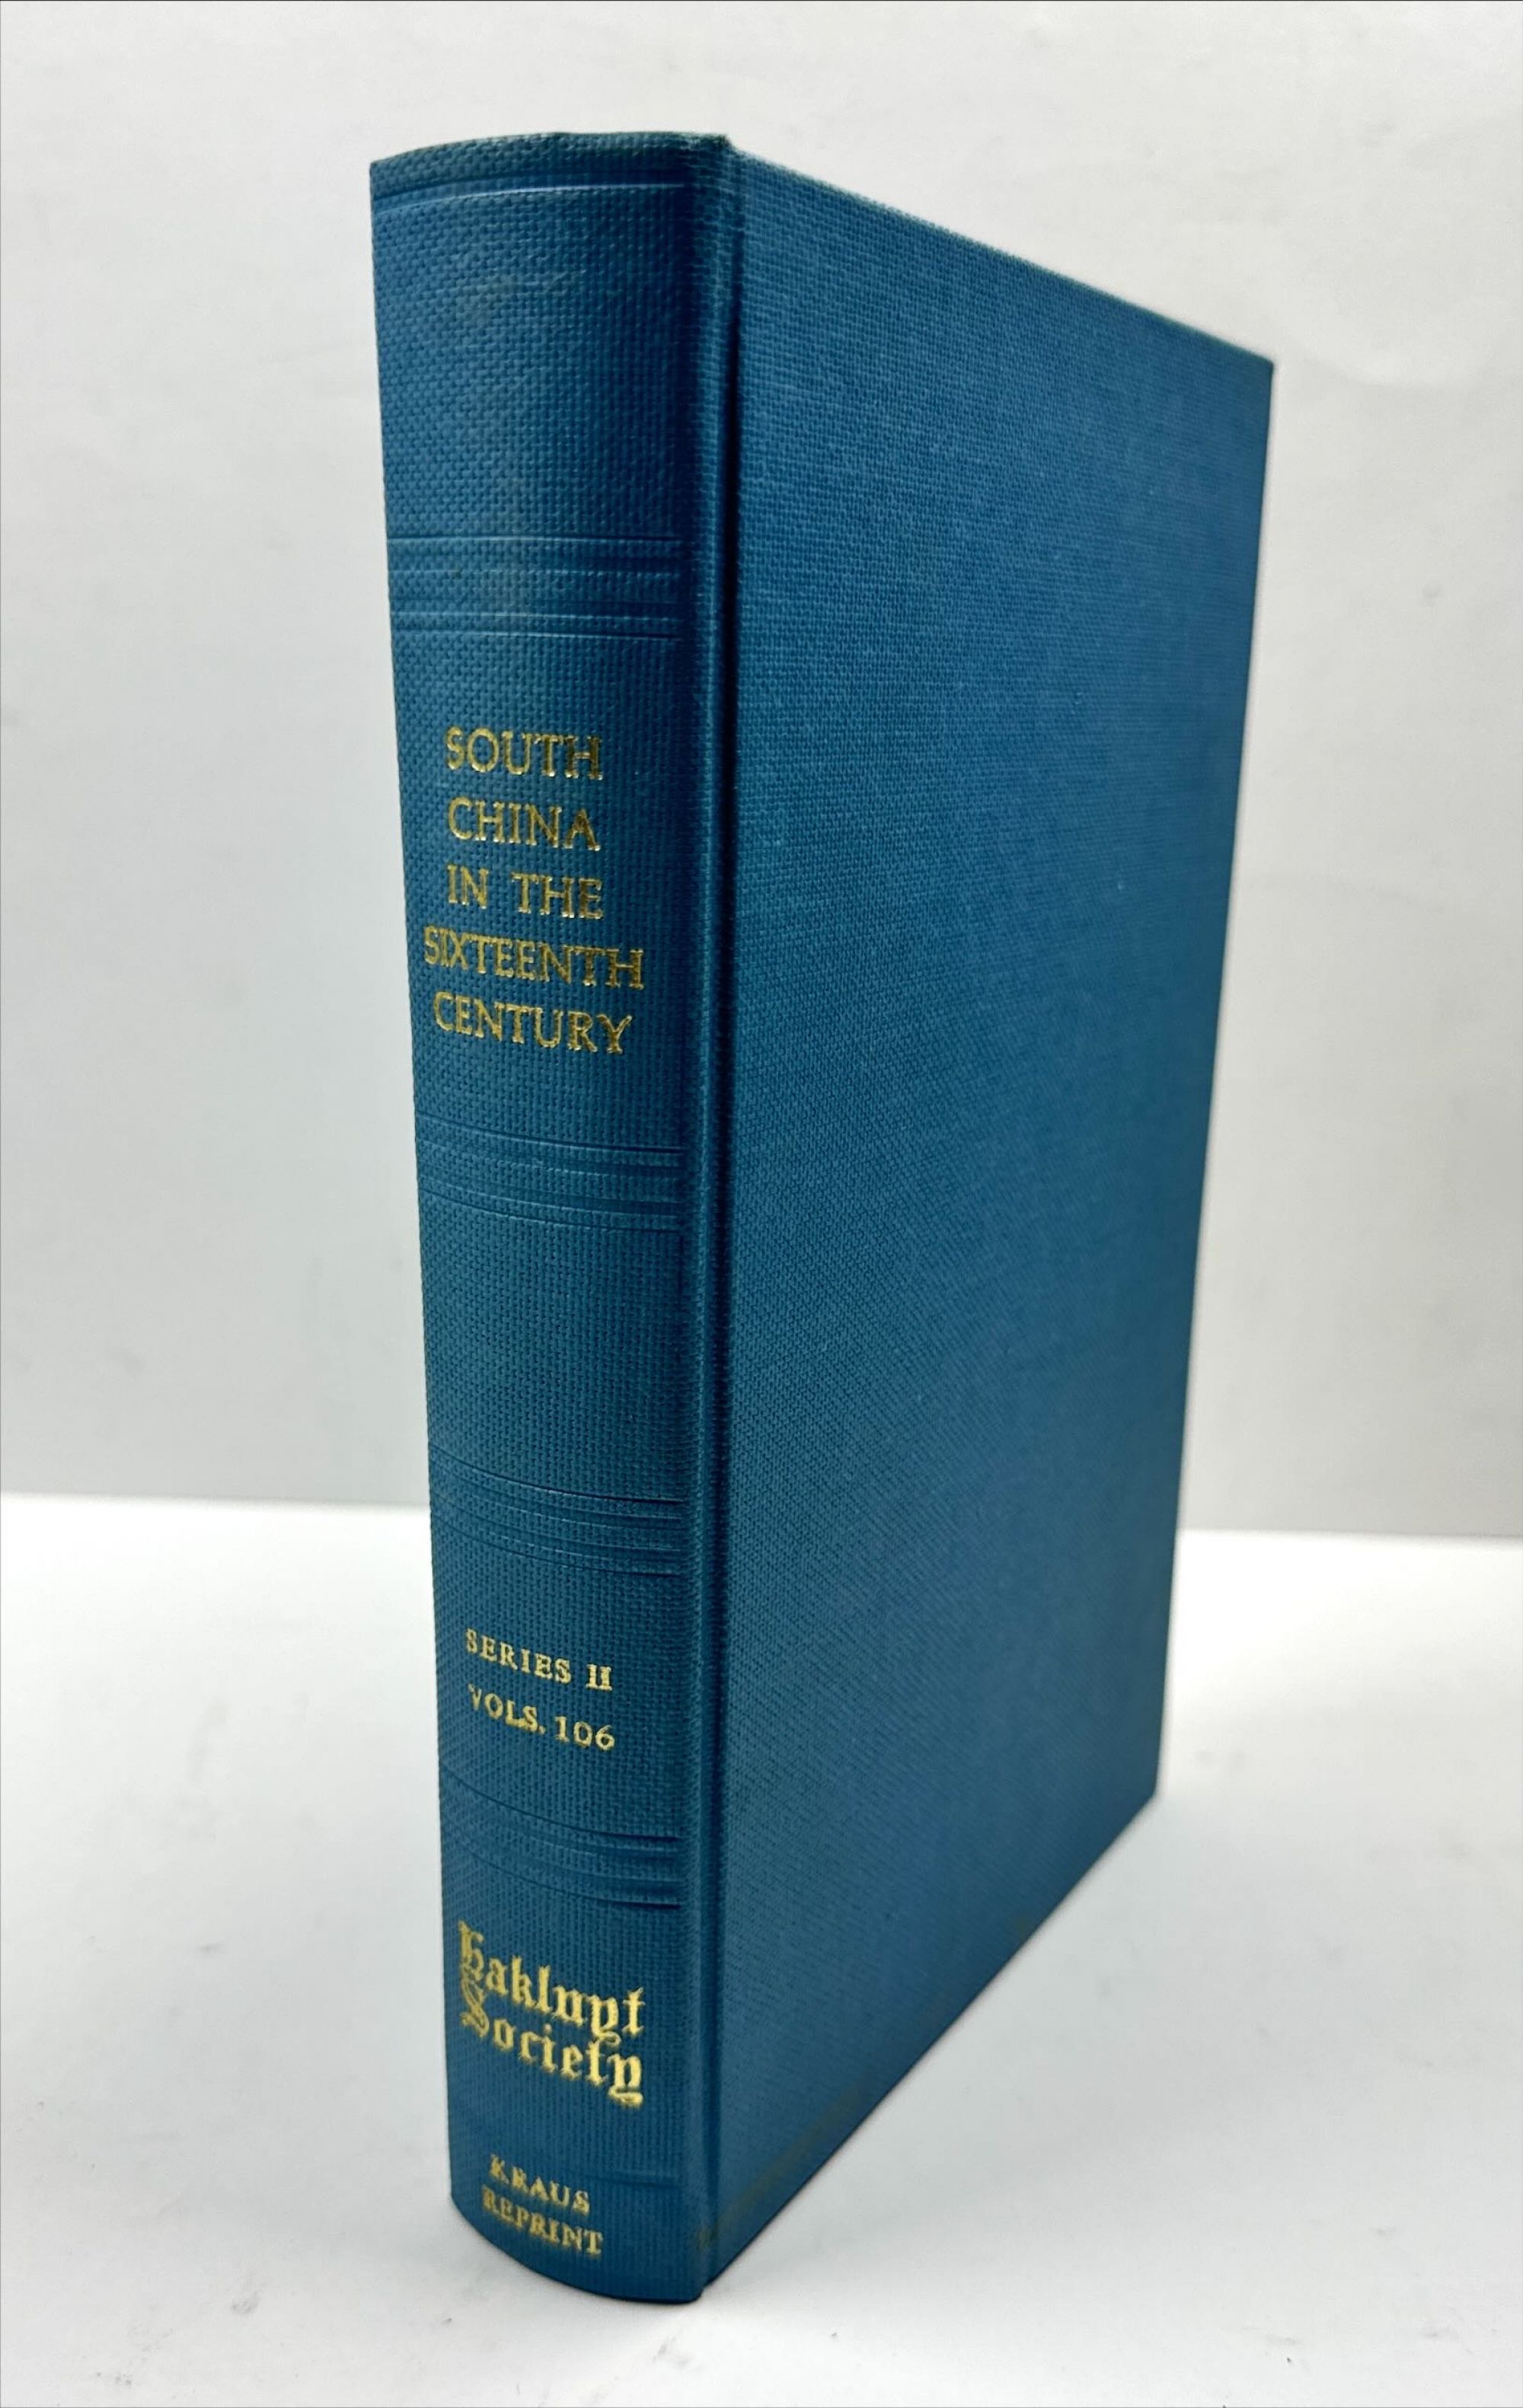 SOUTH
CHINA
IN THE
SIXTEENTH
CENTURY
SERIES II
VOLS. 106
Hakluyt
Society
KRAUS
REPRINT